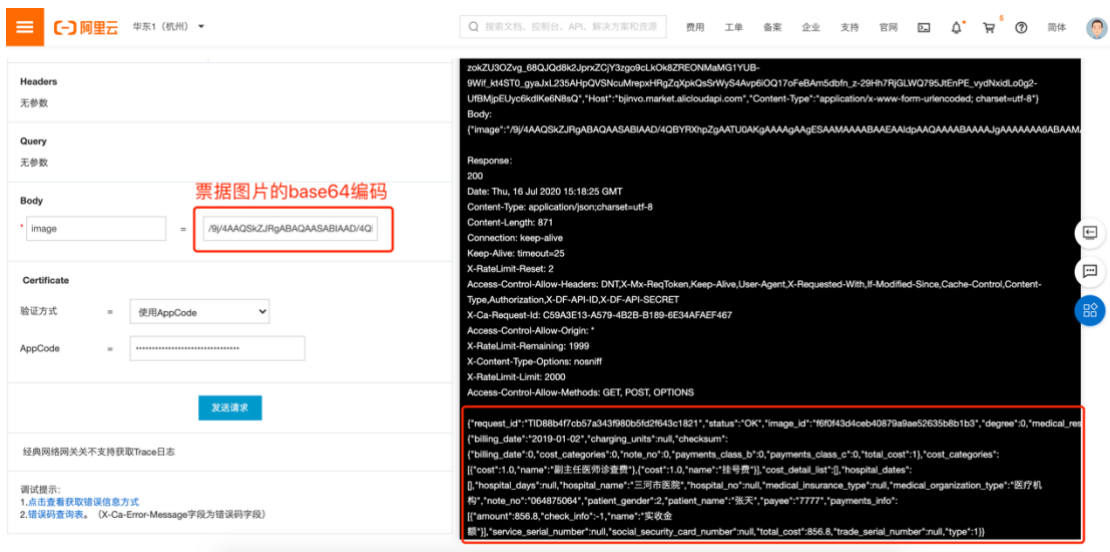 阿里云 华东1（杭州） 搜索文档、控制台、API、解决方案和资源 费用 工单 备案 企业 支持 官网 简体
Headers
无参数
Query
无参数
票据图片的base64编码
Body
* image = /9j/4AAQSkZJRgABAQAASABIAAD/4QI
Certificate
验证方式 = 使用AppCode
AppCode = ********************************
发送请求
经典网络网关关不支持获取Trace日志
调试提示：
1.点击查看获取错误信息方式
2.错误码查询表。（X-Ca-Error-Message字段为错误码字段）
zokZU3OZvg_68QJQd8k2JprxZCjY3zgo9cLkOk8ZREONMaMG1YUB-
9Wif_kt4ST0_gyaJxL235AHpQVSNcuMrepxHRgZqXpkQsSrWyS4Avp6iOQ17oFeBAm5dbfn_z-29Hh7RjGLWQ795JtEnPE_vydNxidLo0g2-
UfBMjpEUyc6kdlKe6N8sQ","Host":"bjinvo.market.alicloudapi.com","Content-Type":"application/x-www-form-urlencoded; charset=utf-8"}
Body:
{"image":"/9j/4AAQSkZJRgABAQAASABIAAD/4QBYRXhpZgAATU0AKgAAAAgAAgESAAMAAAABAAEAAIdpAAQAAAABAAAAJgAAAAAAA6ABAAM
Response:
200
Date: Thu, 16 Jul 2020 15:18:25 GMT
Content-Type: application/json;charset=utf-8
Content-Length: 871
Connection: keep-alive
Keep-Alive: timeout=25
X-RateLimit-Reset: 2
Access-Control-Allow-Headers: DNT,X-Mx-ReqToken,Keep-Alive,User-Agent,X-Requested-With,If-Modified-Since,Cache-Control,Content-
Type,Authorization,X-DF-API-ID,X-DF-API-SECRET
X-Ca-Request-Id: C59A3E13-A579-4B2B-B189-6E34AFAEF467
Access-Control-Allow-Origin: *
X-RateLimit-Remaining: 1999
X-Content-Type-Options: nosniff
X-RateLimit-Limit: 2000
Access-Control-Allow-Methods: GET, POST, OPTIONS
{"request_id":"TID88b4f7cb57a343f980b5fd2f643c1821","status":"OK","image_id":"f6f0f43d4ceb40879a9ae52635b8b1b3","degree":0,"medical_res
{"billing_date":"2019-01-02","charging_units":null,"checksum":
{"billing_date":0,"cost_categories":0,"note_no":0,"payments_class_b":0,"payments_class_c":0,"total_cost":1},"cost_categories":
[{"cost":1.0,"name":"副主任医师诊查费"},{"cost":1.0,"name":"挂号费"}],"cost_detail_list":[],"hospital_dates":
[],"hospital_days":null,"hospital_name":"三河市医院","hospital_no":null,"medical_insurance_type":null,"medical_organization_type":"医疗机
构","note_no":"064875064","patient_gender":2,"patient_name":"张天","payee":"7777","payments_info":
[{"amount":856.8,"check_info":-1,"name":"实收金
额"}],"service_serial_number":null,"social_security_card_number":null,"total_cost":856.8,"trade_serial_number":null,"type":1}}